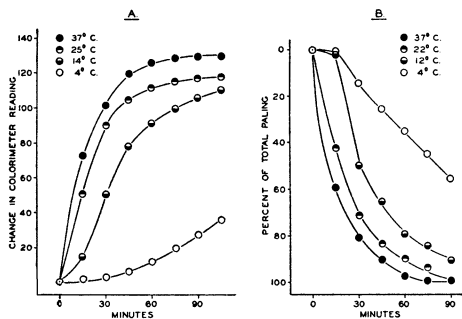 A.
140
120
100
80
60
40
20
CHANGE IN COLORIMETER READING
37° C.
25° C.
14° C.
4° C.
0 30 60 90
MINUTES
B.
0
20
40
60
80
100
PERCENT OF TOTAL PALING
37° C.
22° C.
12° C.
4° C.
0 30 60 90
MINUTES